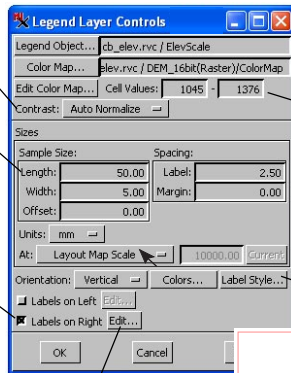 Legend Layer Controls
Legend Object... cb_elev.rvc / ElevScale
Color Map... elev.rvc / DEM_16bit(Raster)/ColorMap
Edit Color Map... Cell Values: 1045 - 1376
Contrast: Auto Normalize
Sizes
Sample Size: Spacing:
Length: 50.00 Label: 2.50
Width: 5.00 Margin: 0.00
Offset: 0.00
Units: mm
At: Layout Map Scale 10000.00 Current
Orientation: Vertical Colors... Label Style...
Labels on Left Edit...
Labels on Right Edit...
OK Cancel